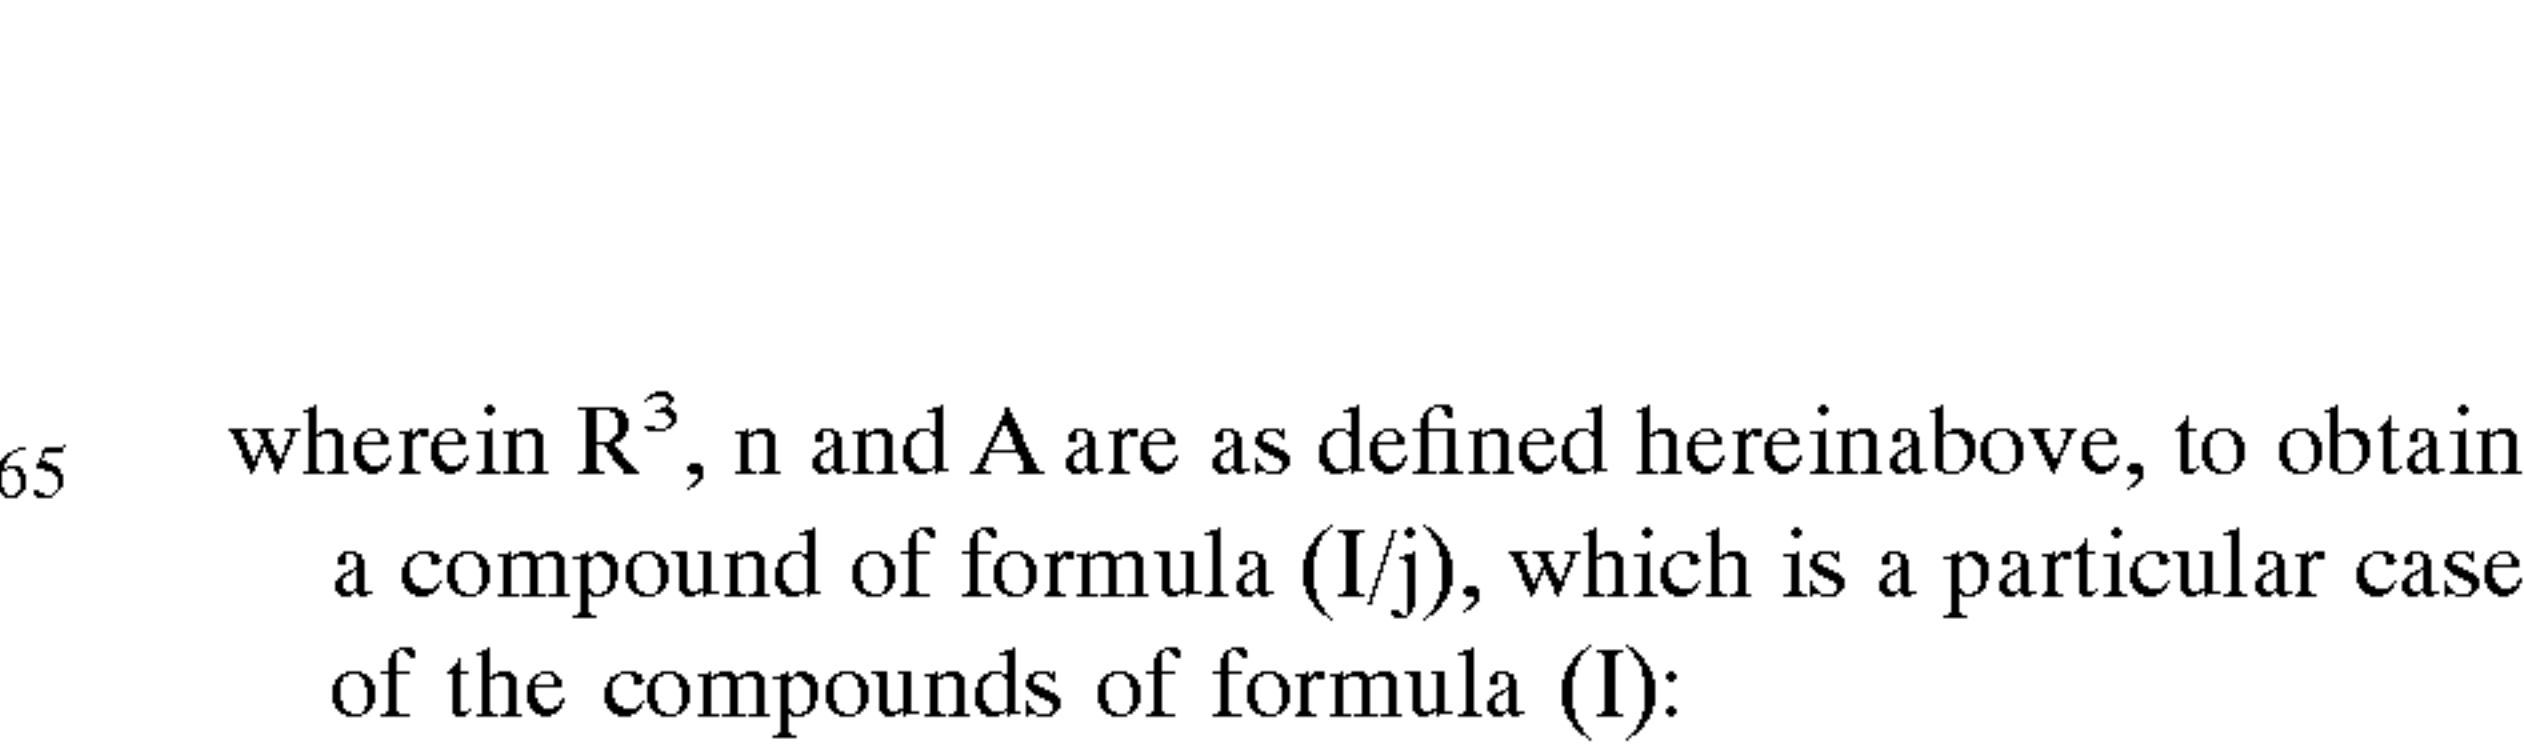 65 wherein R³, n and A are as defined hereinabove, to obtain
a compound of formula (I/j), which is a particular case
of the compounds of formula (I):